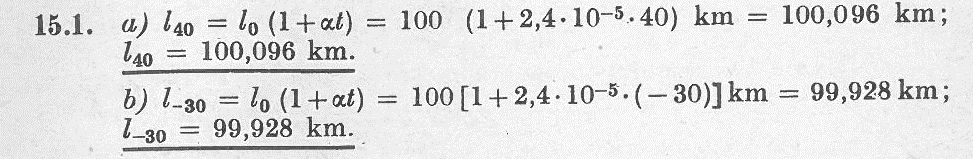 15.1. a) l₄₀ = l₀ (1+αt) = 100 (1+2,4·10⁻⁵·40) km = 100,096 km;
l₄₀ = 100,096 km.
b) l₋₃₀ = l₀ (1+αt) = 100 [1+2,4·10⁻⁵·(−30)] km = 99,928 km;
l₋₃₀ = 99,928 km.